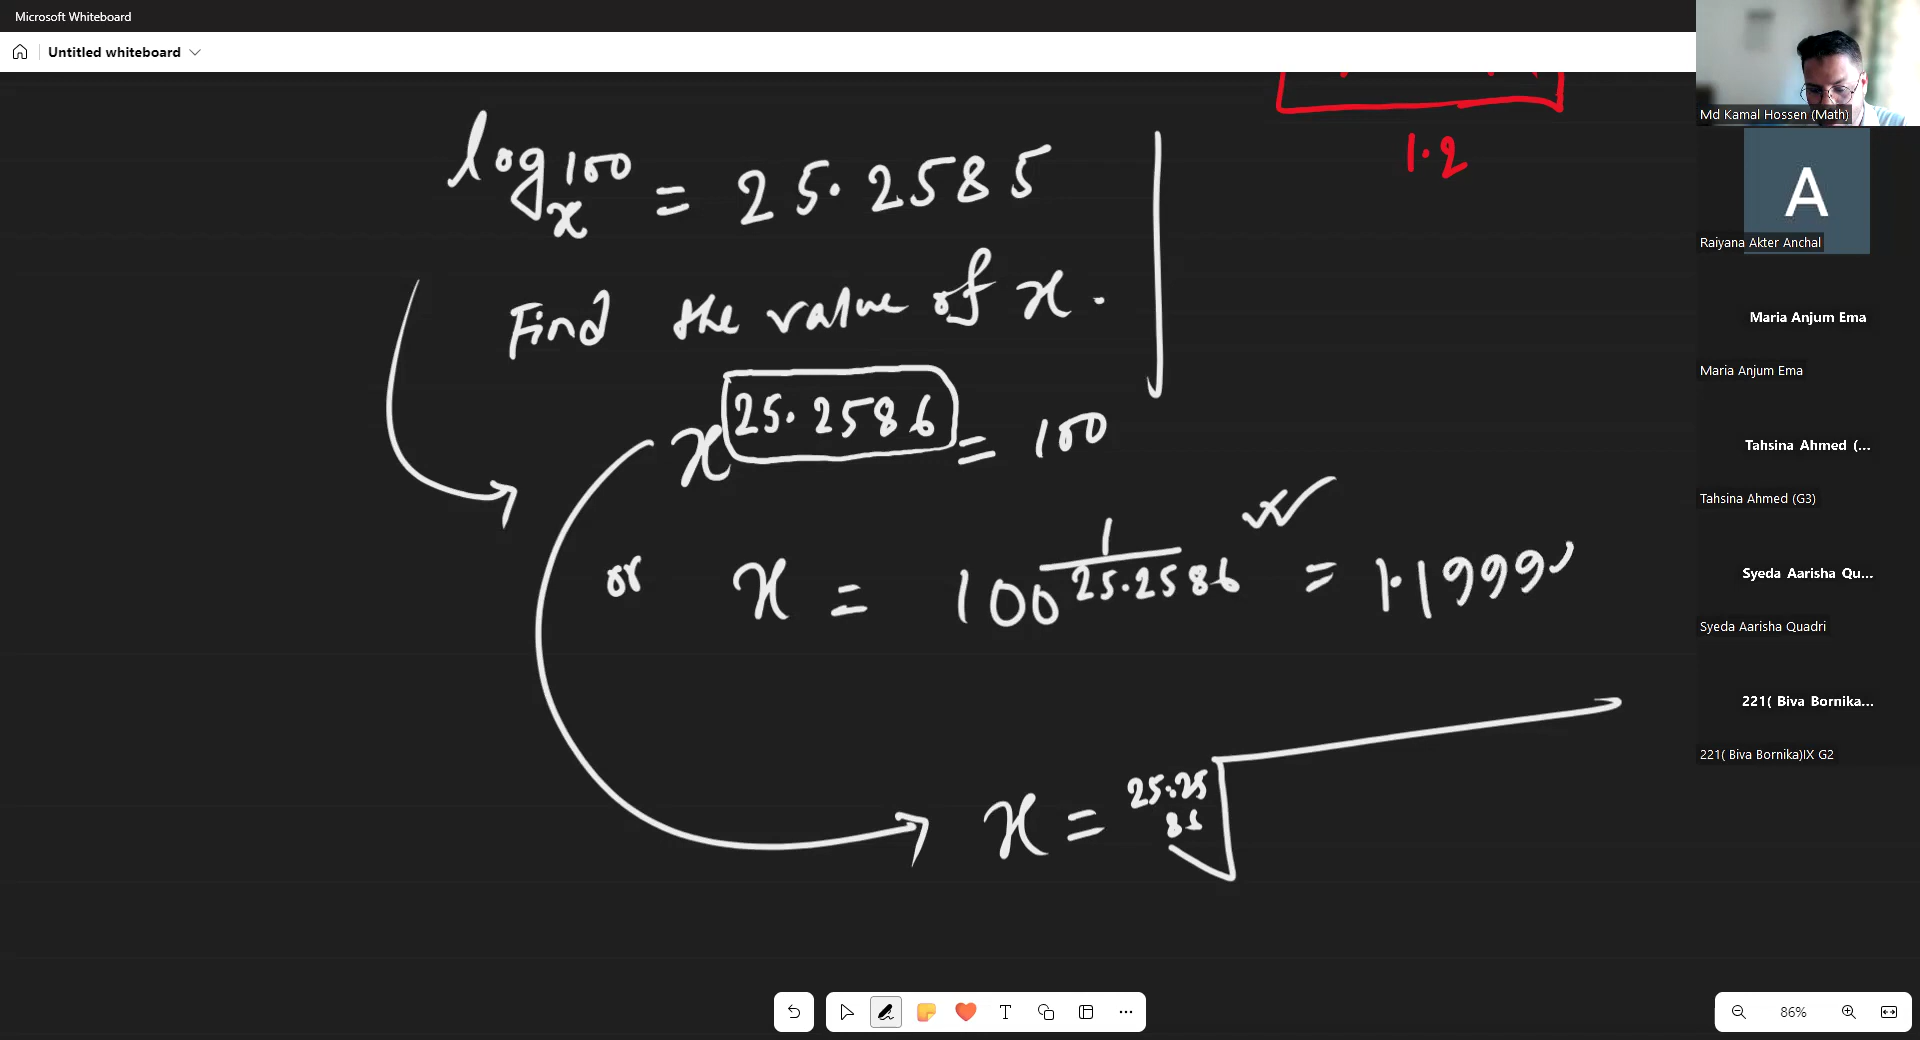 Microsoft Whiteboard
Untitled whiteboard
1.2
log_x 100 = 25.2585
Find the value of x.
x^25.2586 = 100
or x = 100^(1/25.2586) = 1.1999
x = 25.25
85
Md Kamal Hossen (Math)
A
Raiyana Akter Anchal
Maria Anjum Ema
Maria Anjum Ema
Tahsina Ahmed (...
Tahsina Ahmed (G3)
Syeda Aarisha Qu...
Syeda Aarisha Quadri
221( Biva Bornika...
221( Biva Bornika)IX G2
T
86%